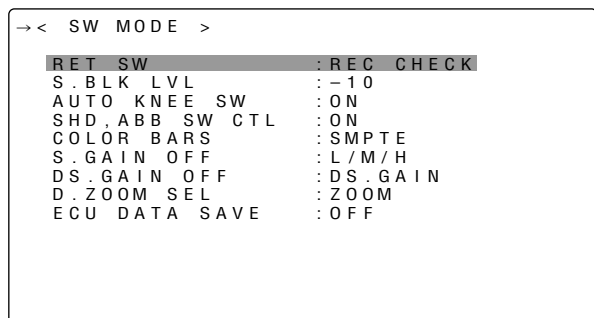 →< SW MODE >
RET SW :REC CHECK
S.BLK LVL :–10
AUTO KNEE SW :ON
SHD,ABB SW CTL :ON
COLOR BARS :SMPTE
S.GAIN OFF :L/M/H
DS.GAIN OFF :DS.GAIN
D.ZOOM SEL :ZOOM
ECU DATA SAVE :OFF